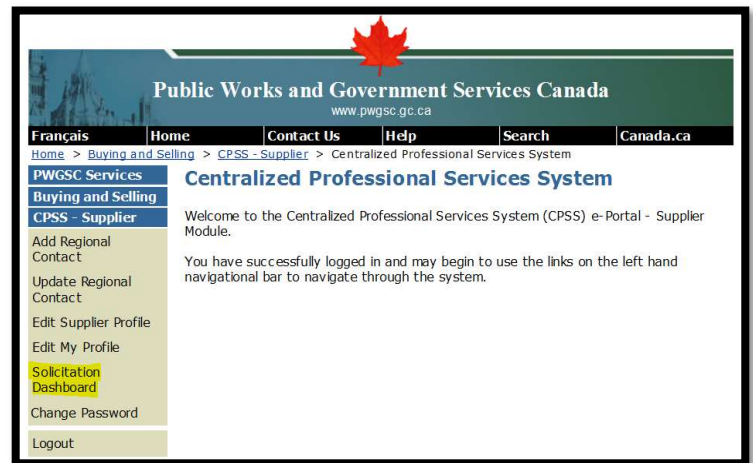 Public Works and Government Services Canada
www.pwgsc.gc.ca
Français Home Contact Us Help Search Canada.ca
Home > Buying and Selling > CPSS - Supplier > Centralized Professional Services System
PWGSC Services
Buying and Selling
CPSS - Supplier
Add Regional
Contact
Update Regional
Contact
Edit Supplier Profile
Edit My Profile
Solicitation
Dashboard
Change Password
Logout
Centralized Professional Services System
Welcome to the Centralized Professional Services System (CPSS) e-Portal - Supplier
Module.
You have successfully logged in and may begin to use the links on the left hand
navigational bar to navigate through the system.